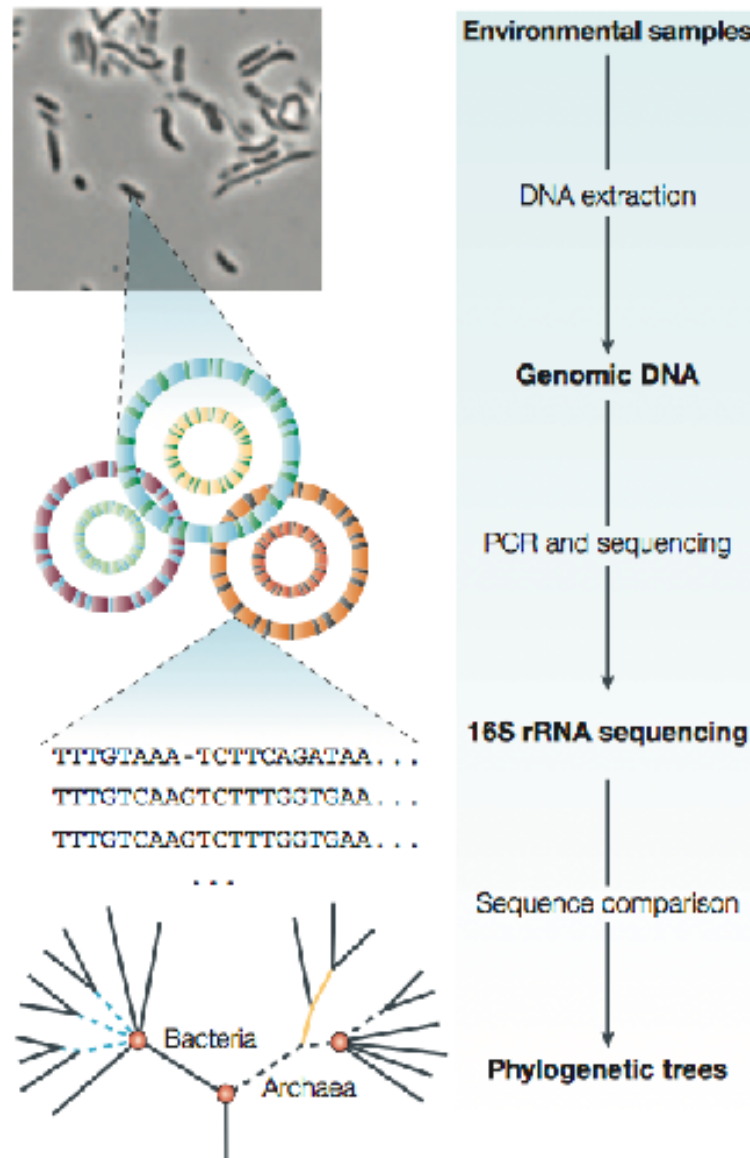 Environmental samples
DNA extraction
Genomic DNA
PCR and sequencing
16S rRNA sequencing
TTTGTAAA-TCTTCAGATAA...
TTTGTCAAGTCTTTGGTGAA...
TTTGTCAAGTCTTTGGTGAA...
...
Sequence comparison
Bacteria
Archaea
Phylogenetic trees